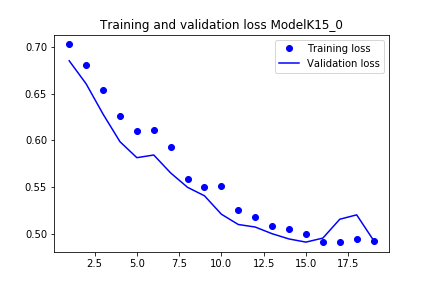 Training and validation loss ModelK15_0
Training loss
Validation loss
0.70
0.65
0.60
0.55
0.50
2.5 5.0 7.5 10.0 12.5 15.0 17.5